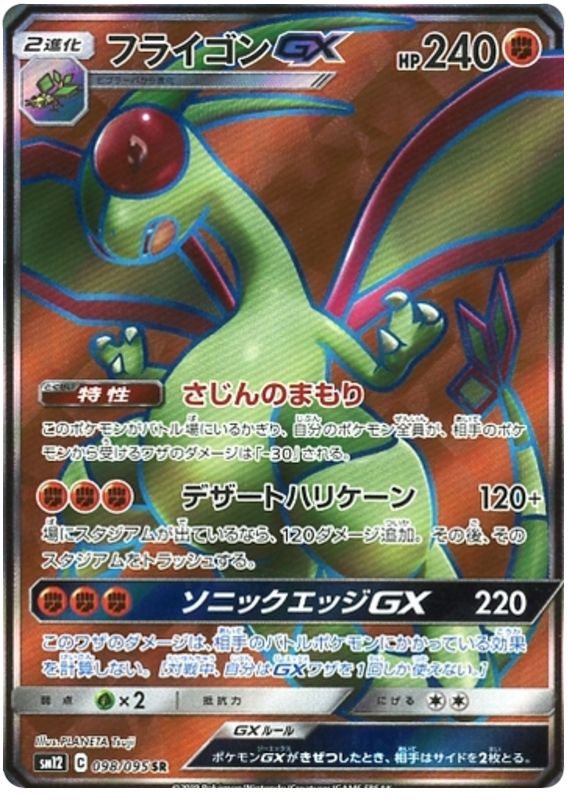 2進化 フライゴンGX HP240
ビブラーバから進化
特性 さじんのまもり
このポケモンがバトル場にいるかぎり、自分のポケモン全員が、相手のポケ
モンから受けるワザのダメージは「-30」される。
デザートハリケーン 120+
場にスタジアムが出ているなら、120ダメージ追加。その後、その
スタジアムをトラッシュする。
ソニックエッジGX 220
このワザのダメージは、相手のバトルポケモンにかかっている効果
を計算しない。[対戦中、自分はGXワザを1回しか使えない。]
弱点 ×2 抵抗力 にげる
Illus.PLANETA Tsuji
GXルール
sm12 C 098/095 SR
ポケモンGXがきぜつしたとき、相手はサイドを2枚とる。